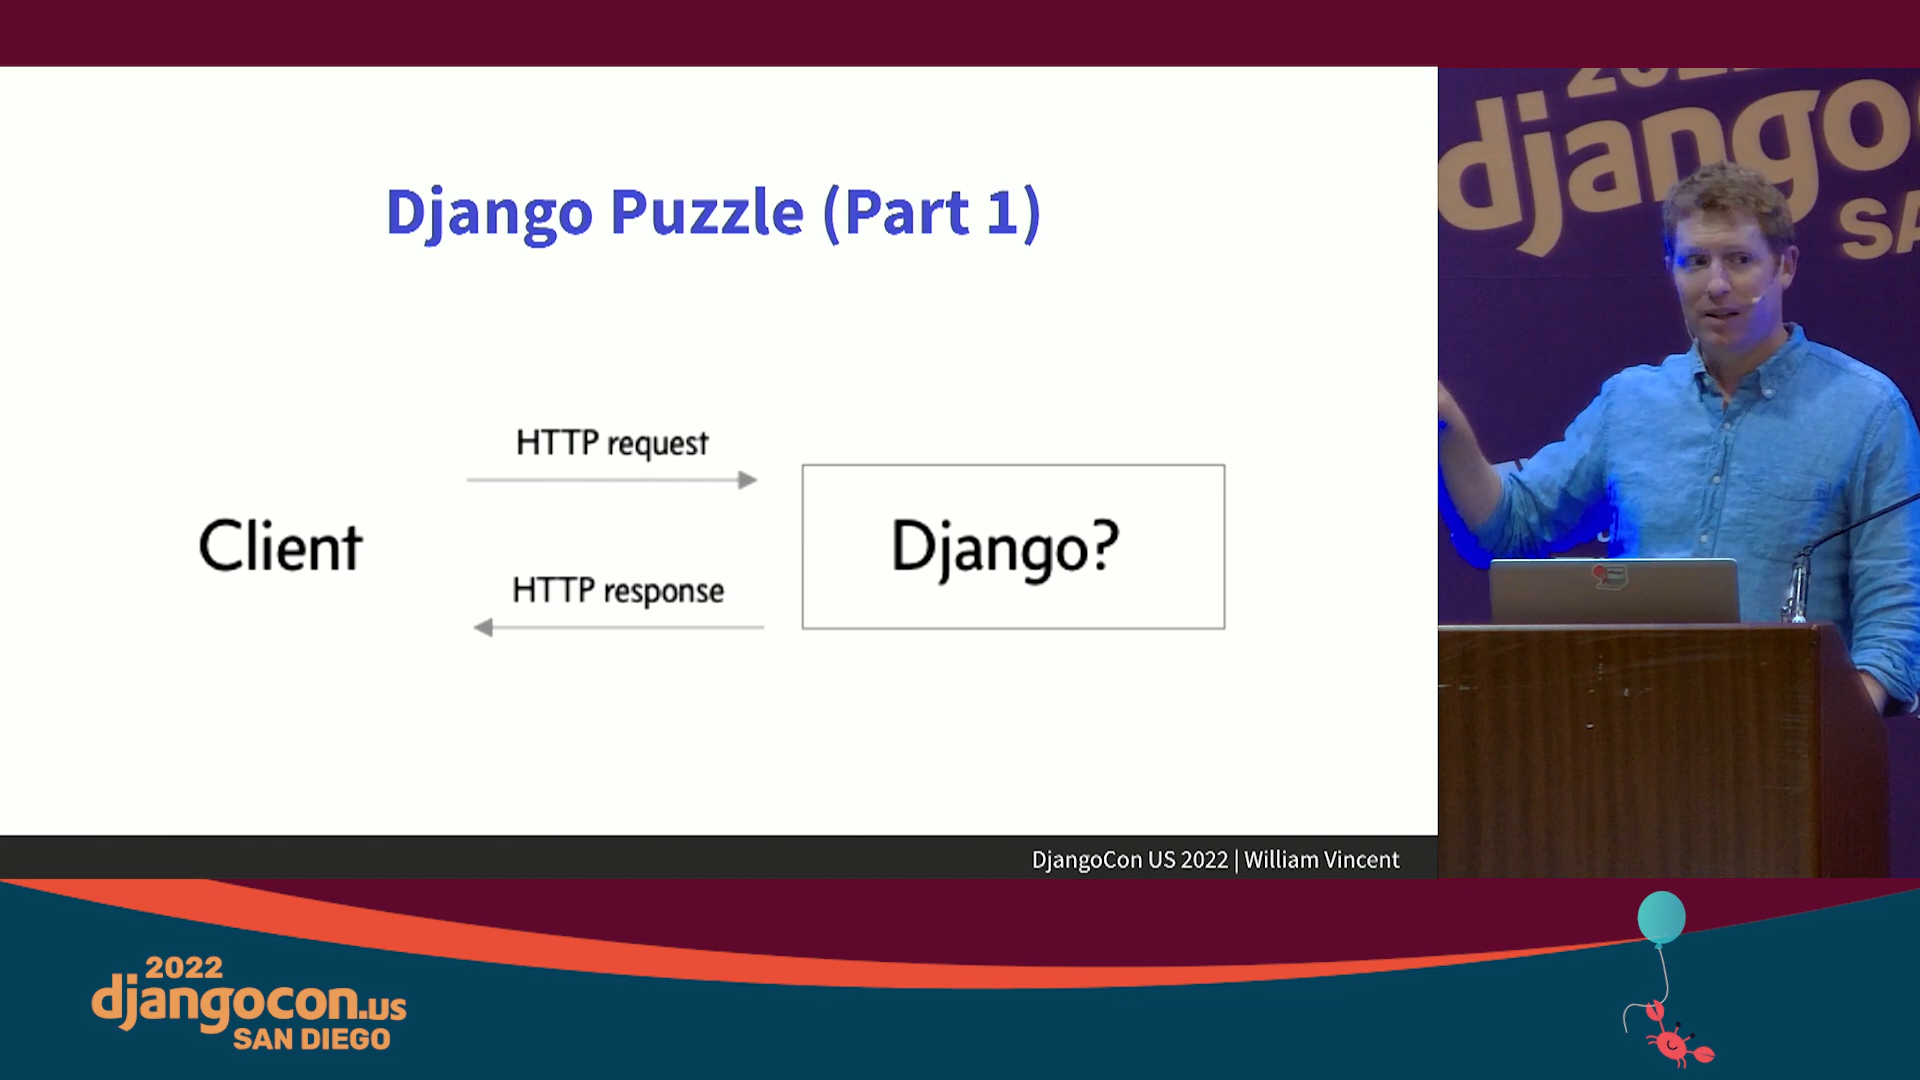 Django Puzzle (Part 1)
HTTP request
Client
Django?
HTTP response
DjangoCon US 2022 | William Vincent
django
SA
2022
djangocon.us
SAN DIEGO